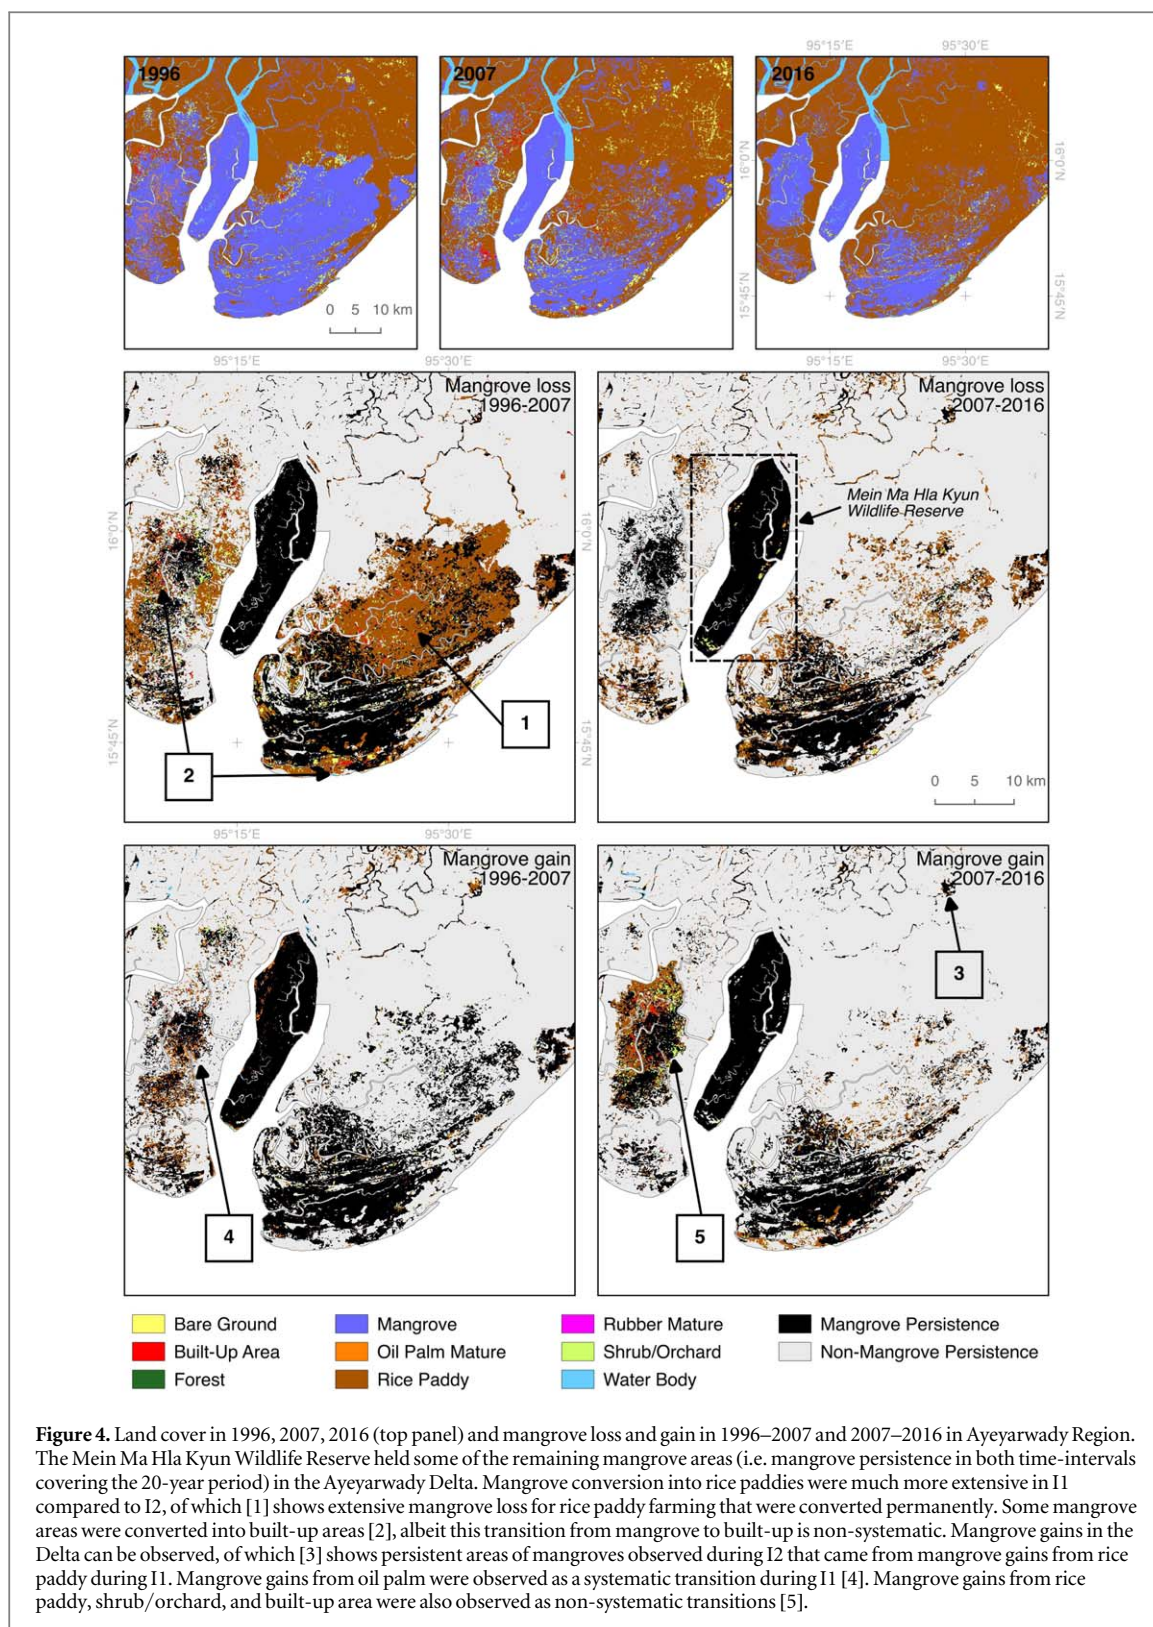 95°15′E 95°30′E
1996
2007
2016
16°0′N
15°45′N
15°45′N
16°0′N
0 5 10 km
95°15′E 95°30′E
95°15′E 95°30′E
Mangrove loss
1996-2007
Mangrove loss
2007-2016
Mein Ma Hla Kyun
Wildlife Reserve
16°0′N
16°0′N
1
15°45′N
15°45′N
2
0 5 10 km
95°15′E 95°30′E
Mangrove gain
1996-2007
Mangrove gain
2007-2016
3
4
5
Bare Ground
Mangrove
Rubber Mature
Mangrove Persistence
Built-Up Area
Oil Palm Mature
Shrub/Orchard
Non-Mangrove Persistence
Forest
Rice Paddy
Water Body
Figure 4. Land cover in 1996, 2007, 2016 (top panel) and mangrove loss and gain in 1996–2007 and 2007–2016 in Ayeyarwady Region.
The Mein Ma Hla Kyun Wildlife Reserve held some of the remaining mangrove areas (i.e. mangrove persistence in both time-intervals
covering the 20-year period) in the Ayeyarwady Delta. Mangrove conversion into rice paddies were much more extensive in I1
compared to I2, of which [1] shows extensive mangrove loss for rice paddy farming that were converted permanently. Some mangrove
areas were converted into built-up areas [2], albeit this transition from mangrove to built-up is non-systematic. Mangrove gains in the
Delta can be observed, of which [3] shows persistent areas of mangroves observed during I2 that came from mangrove gains from rice
paddy during I1. Mangrove gains from oil palm were observed as a systematic transition during I1 [4]. Mangrove gains from rice
paddy, shrub/orchard, and built-up area were also observed as non-systematic transitions [5].